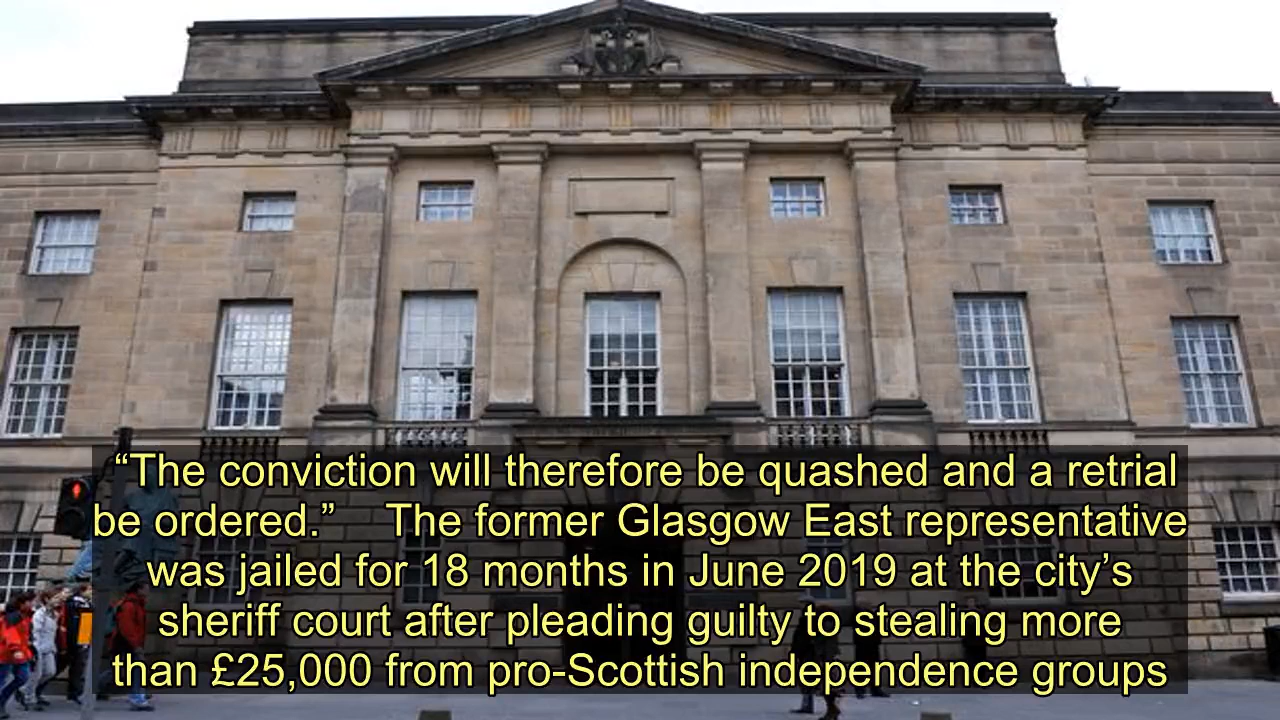 “The conviction will therefore be quashed and a retrial
be ordered.”    The former Glasgow East representative
was jailed for 18 months in June 2019 at the city’s
sheriff court after pleading guilty to stealing more
than £25,000 from pro-Scottish independence groups